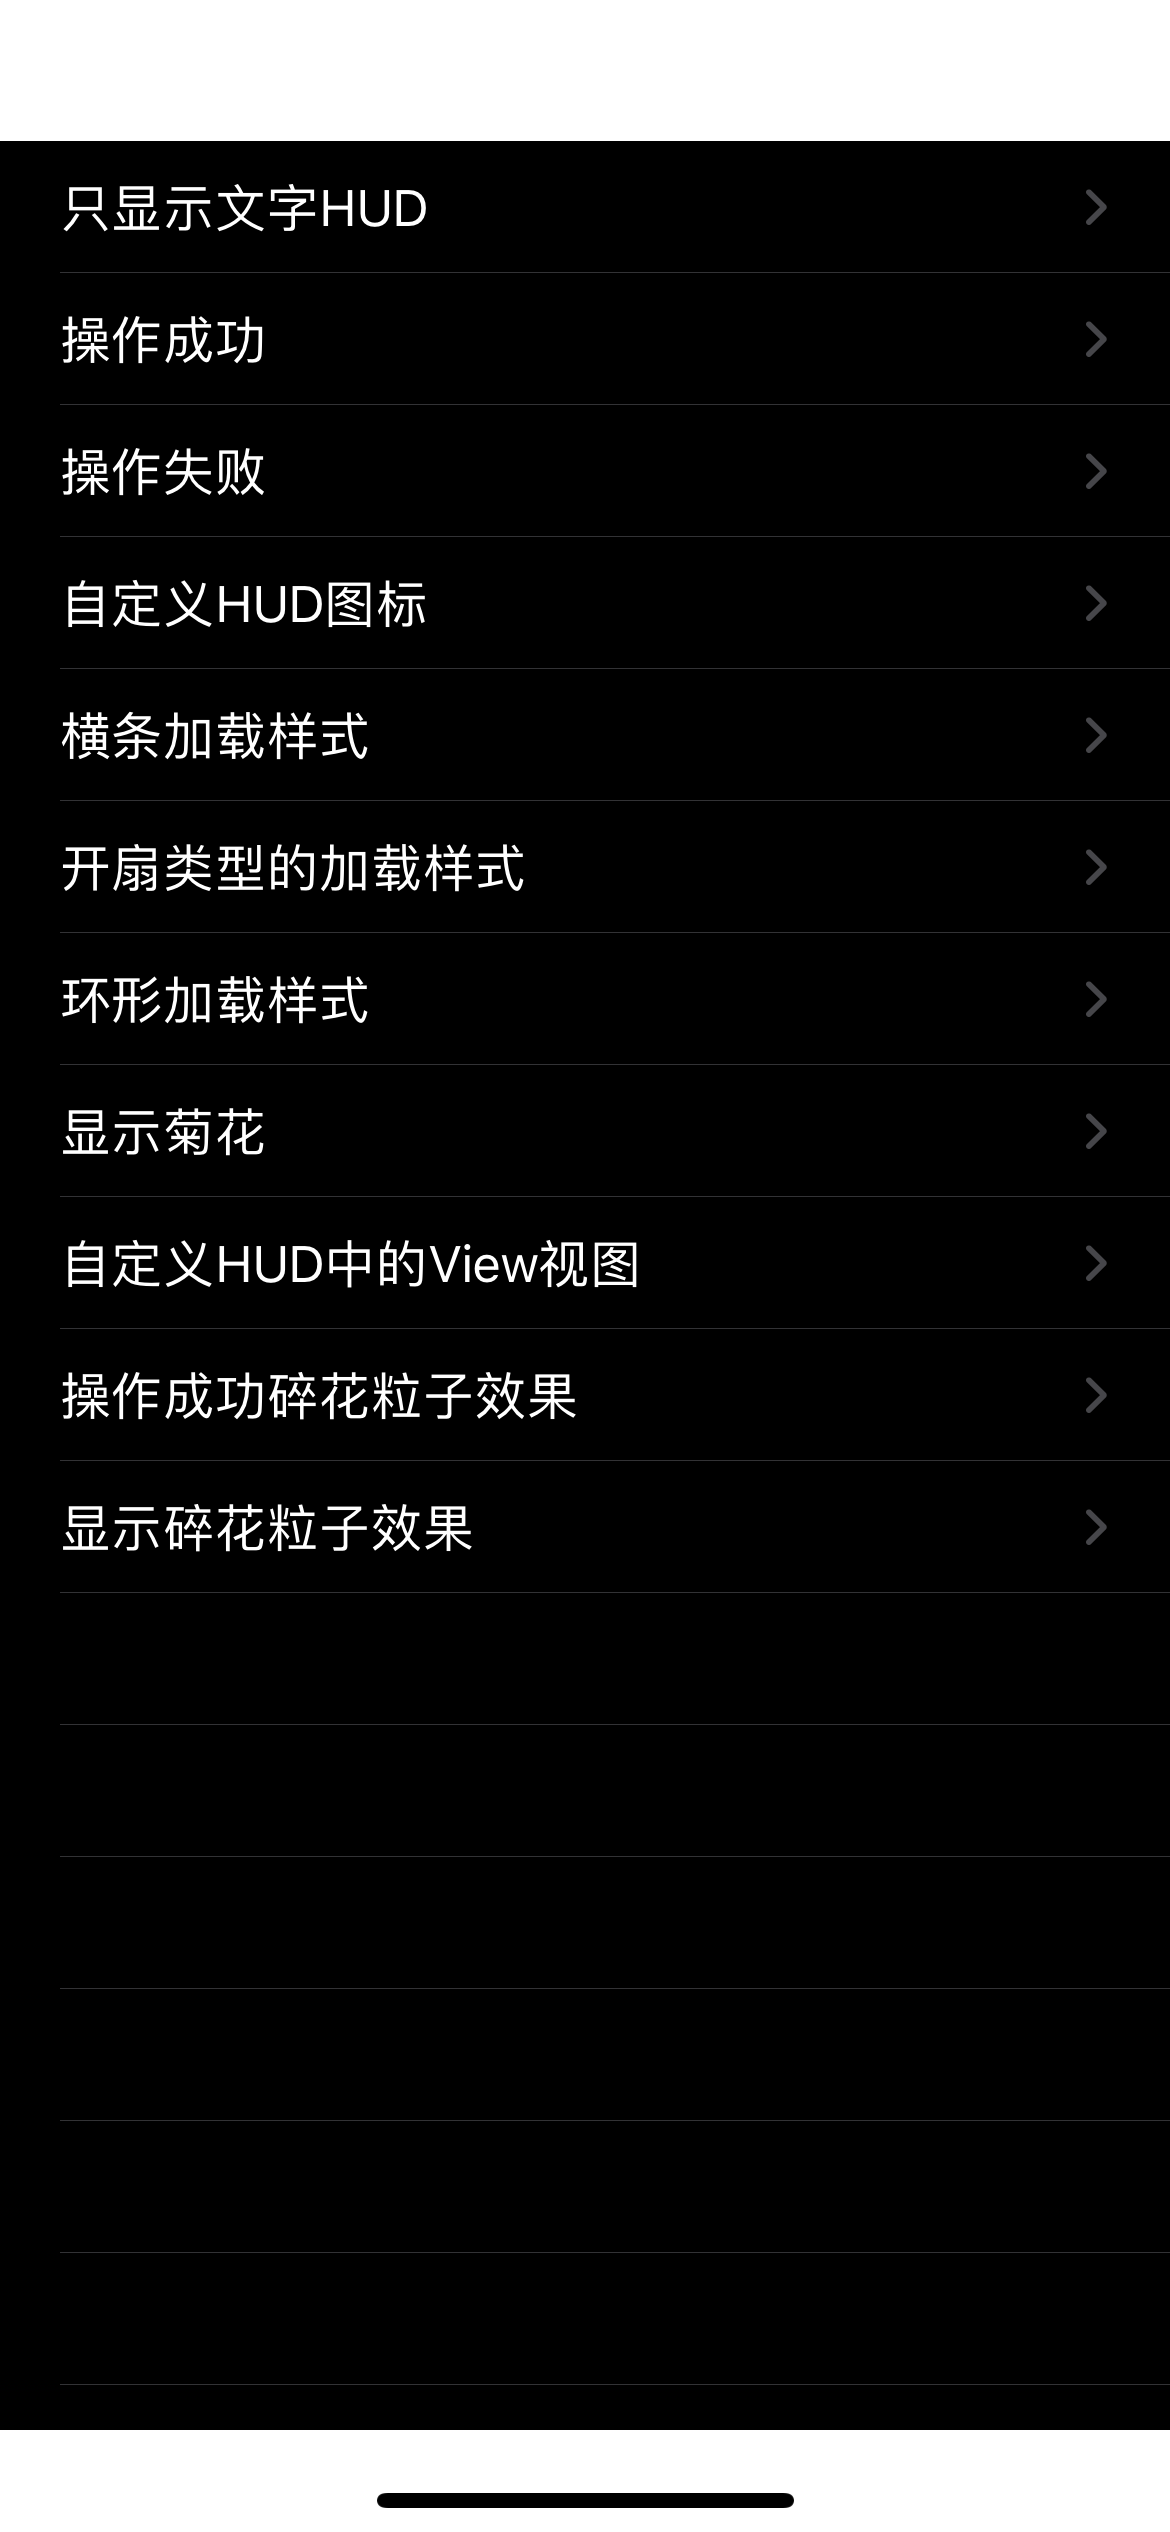 只显示文字HUD
操作成功
操作失败
自定义HUD图标
横条加载样式
开扇类型的加载样式
环形加载样式
显示菊花
自定义HUD中的View视图
操作成功碎花粒子效果
显示碎花粒子效果